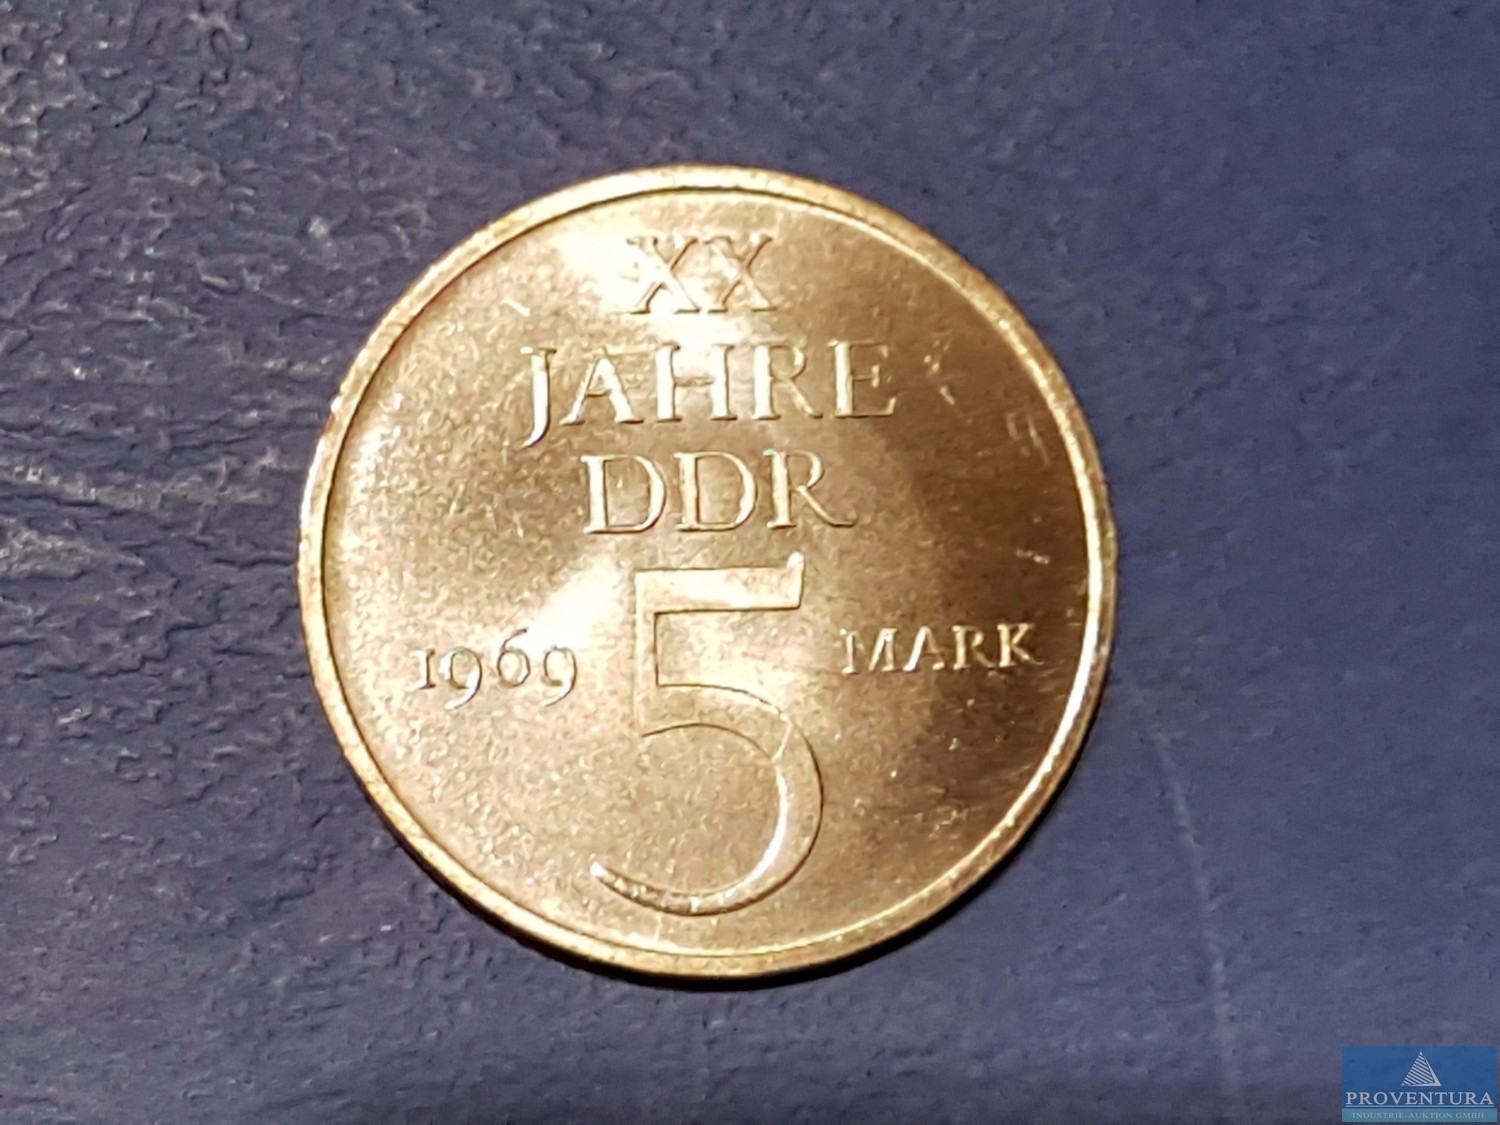 XX
JAHRE
DDR
1969 5 MARK
PROVENTURA
INDUSTRIE-AUKTION GMBH